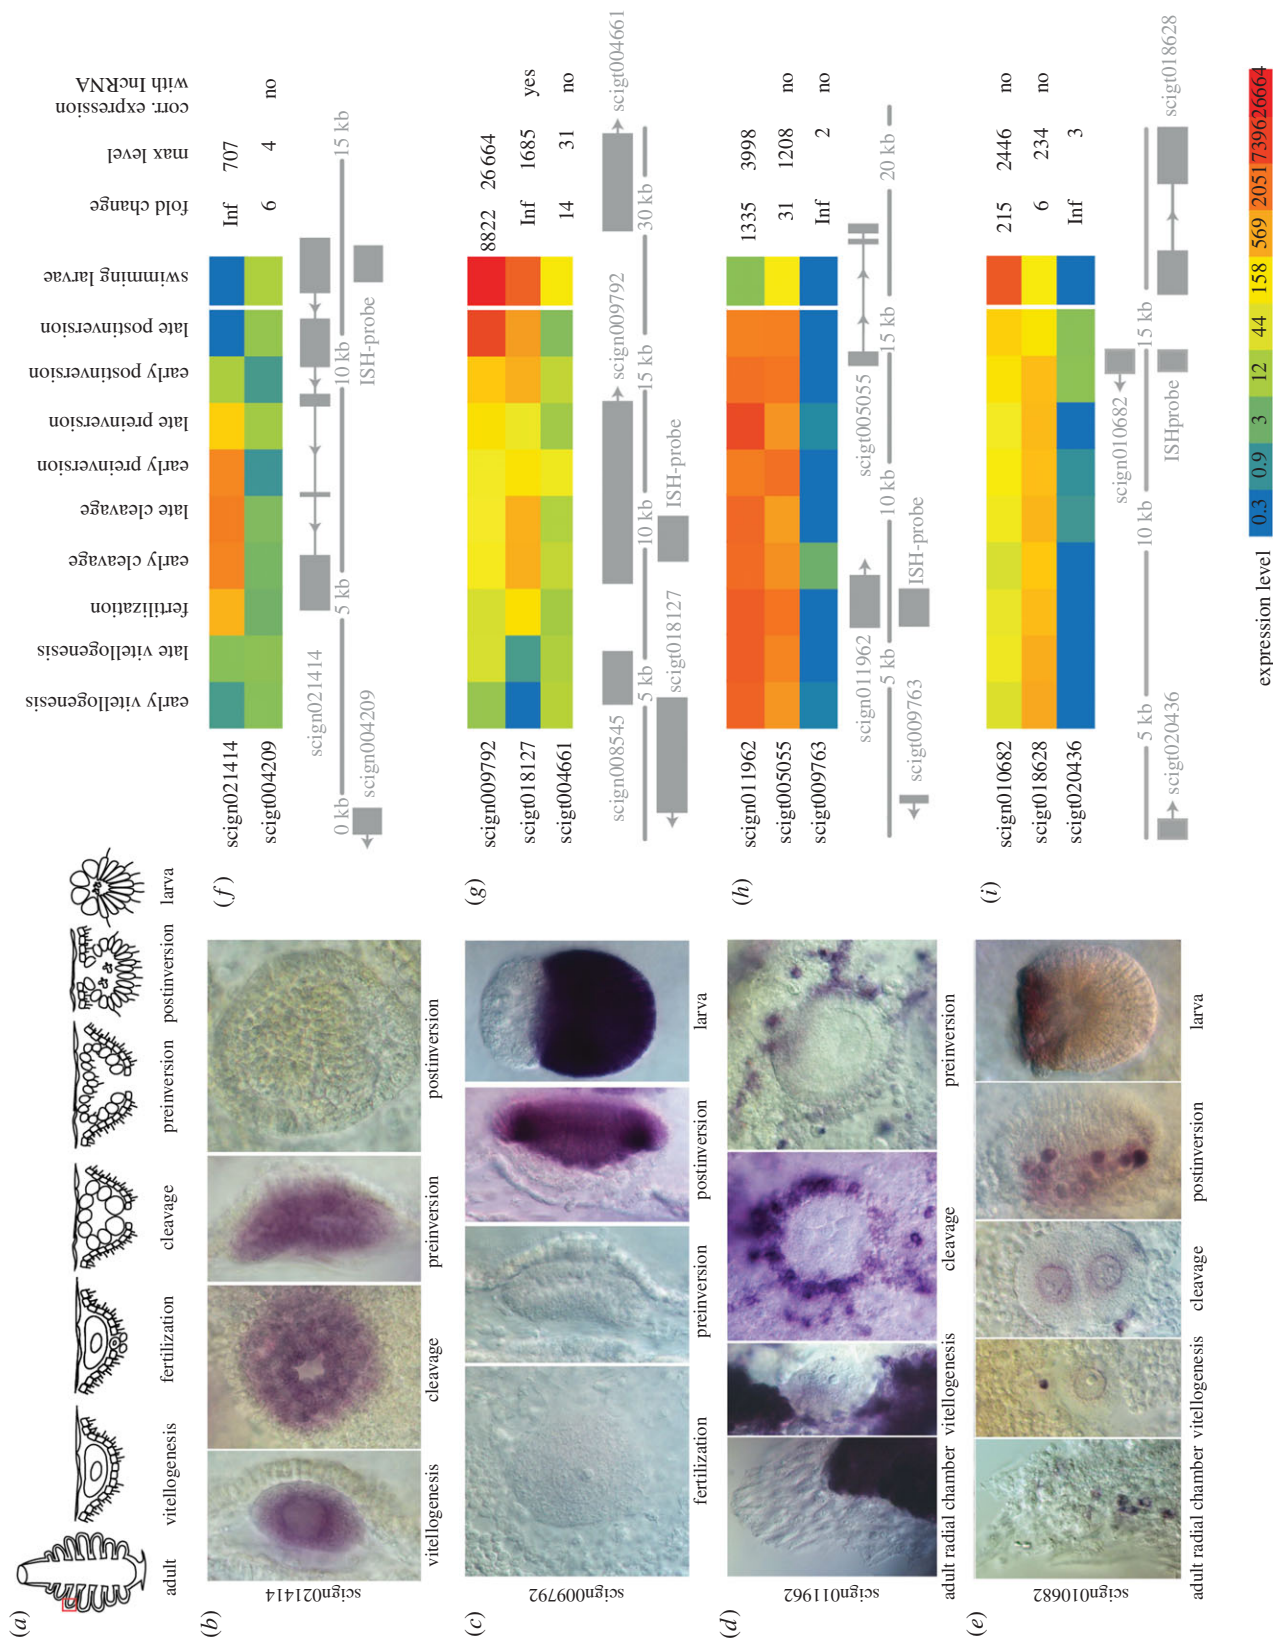 (a)
adult
vitellogenesis
fertilization
cleavage
preinversion
postinversion
larva
(b)
scign021414
vitellogenesis
cleavage
preinversion
postinversion
(c)
scign009792
fertilization
preinversion
postinversion
larva
(d)
scign011962
adult radial chamber
vitellogenesis
cleavage
preinversion
(e)
scign010682
adult radial chamber
vitellogenesis
cleavage
postinversion
larva
early vitellogenesis
late vitellogenesis
fertilization
early cleavage
late cleavage
early preinversion
late preinversion
early postinversion
late postinversion
swimming larvae
fold change
max level
corr. expression
with lncRNA
(f)
scign021414 Inf 707
scigt004209 6 4 no
scign021414
0 kb 5 kb 10 kb 15 kb
scign004209 ISH-probe
(g)
scign009792 8822 26 664
scigt018127 Inf 1685 yes
scigt004661 14 31 no
scign008545 scign009792 scigt004661
5 kb 10 kb 15 kb 30 kb
scigt018127 ISH-probe
(h)
scign011962 1335 3998
scigt005055 31 1208 no
scigt009763 Inf 2 no
scign011962 scigt005055
5 kb 10 kb 15 kb 20 kb
scigt009763 ISH-probe
(i)
scign010682 215 2446 no
scigt018628 6 234 no
scigt020436 Inf 3
scign010682
5 kb 10 kb 15 kb
scigt020436 ISHprobe scigt018628
expression level 0.3 0.9 3 12 44 158 569 2051 7396 26664